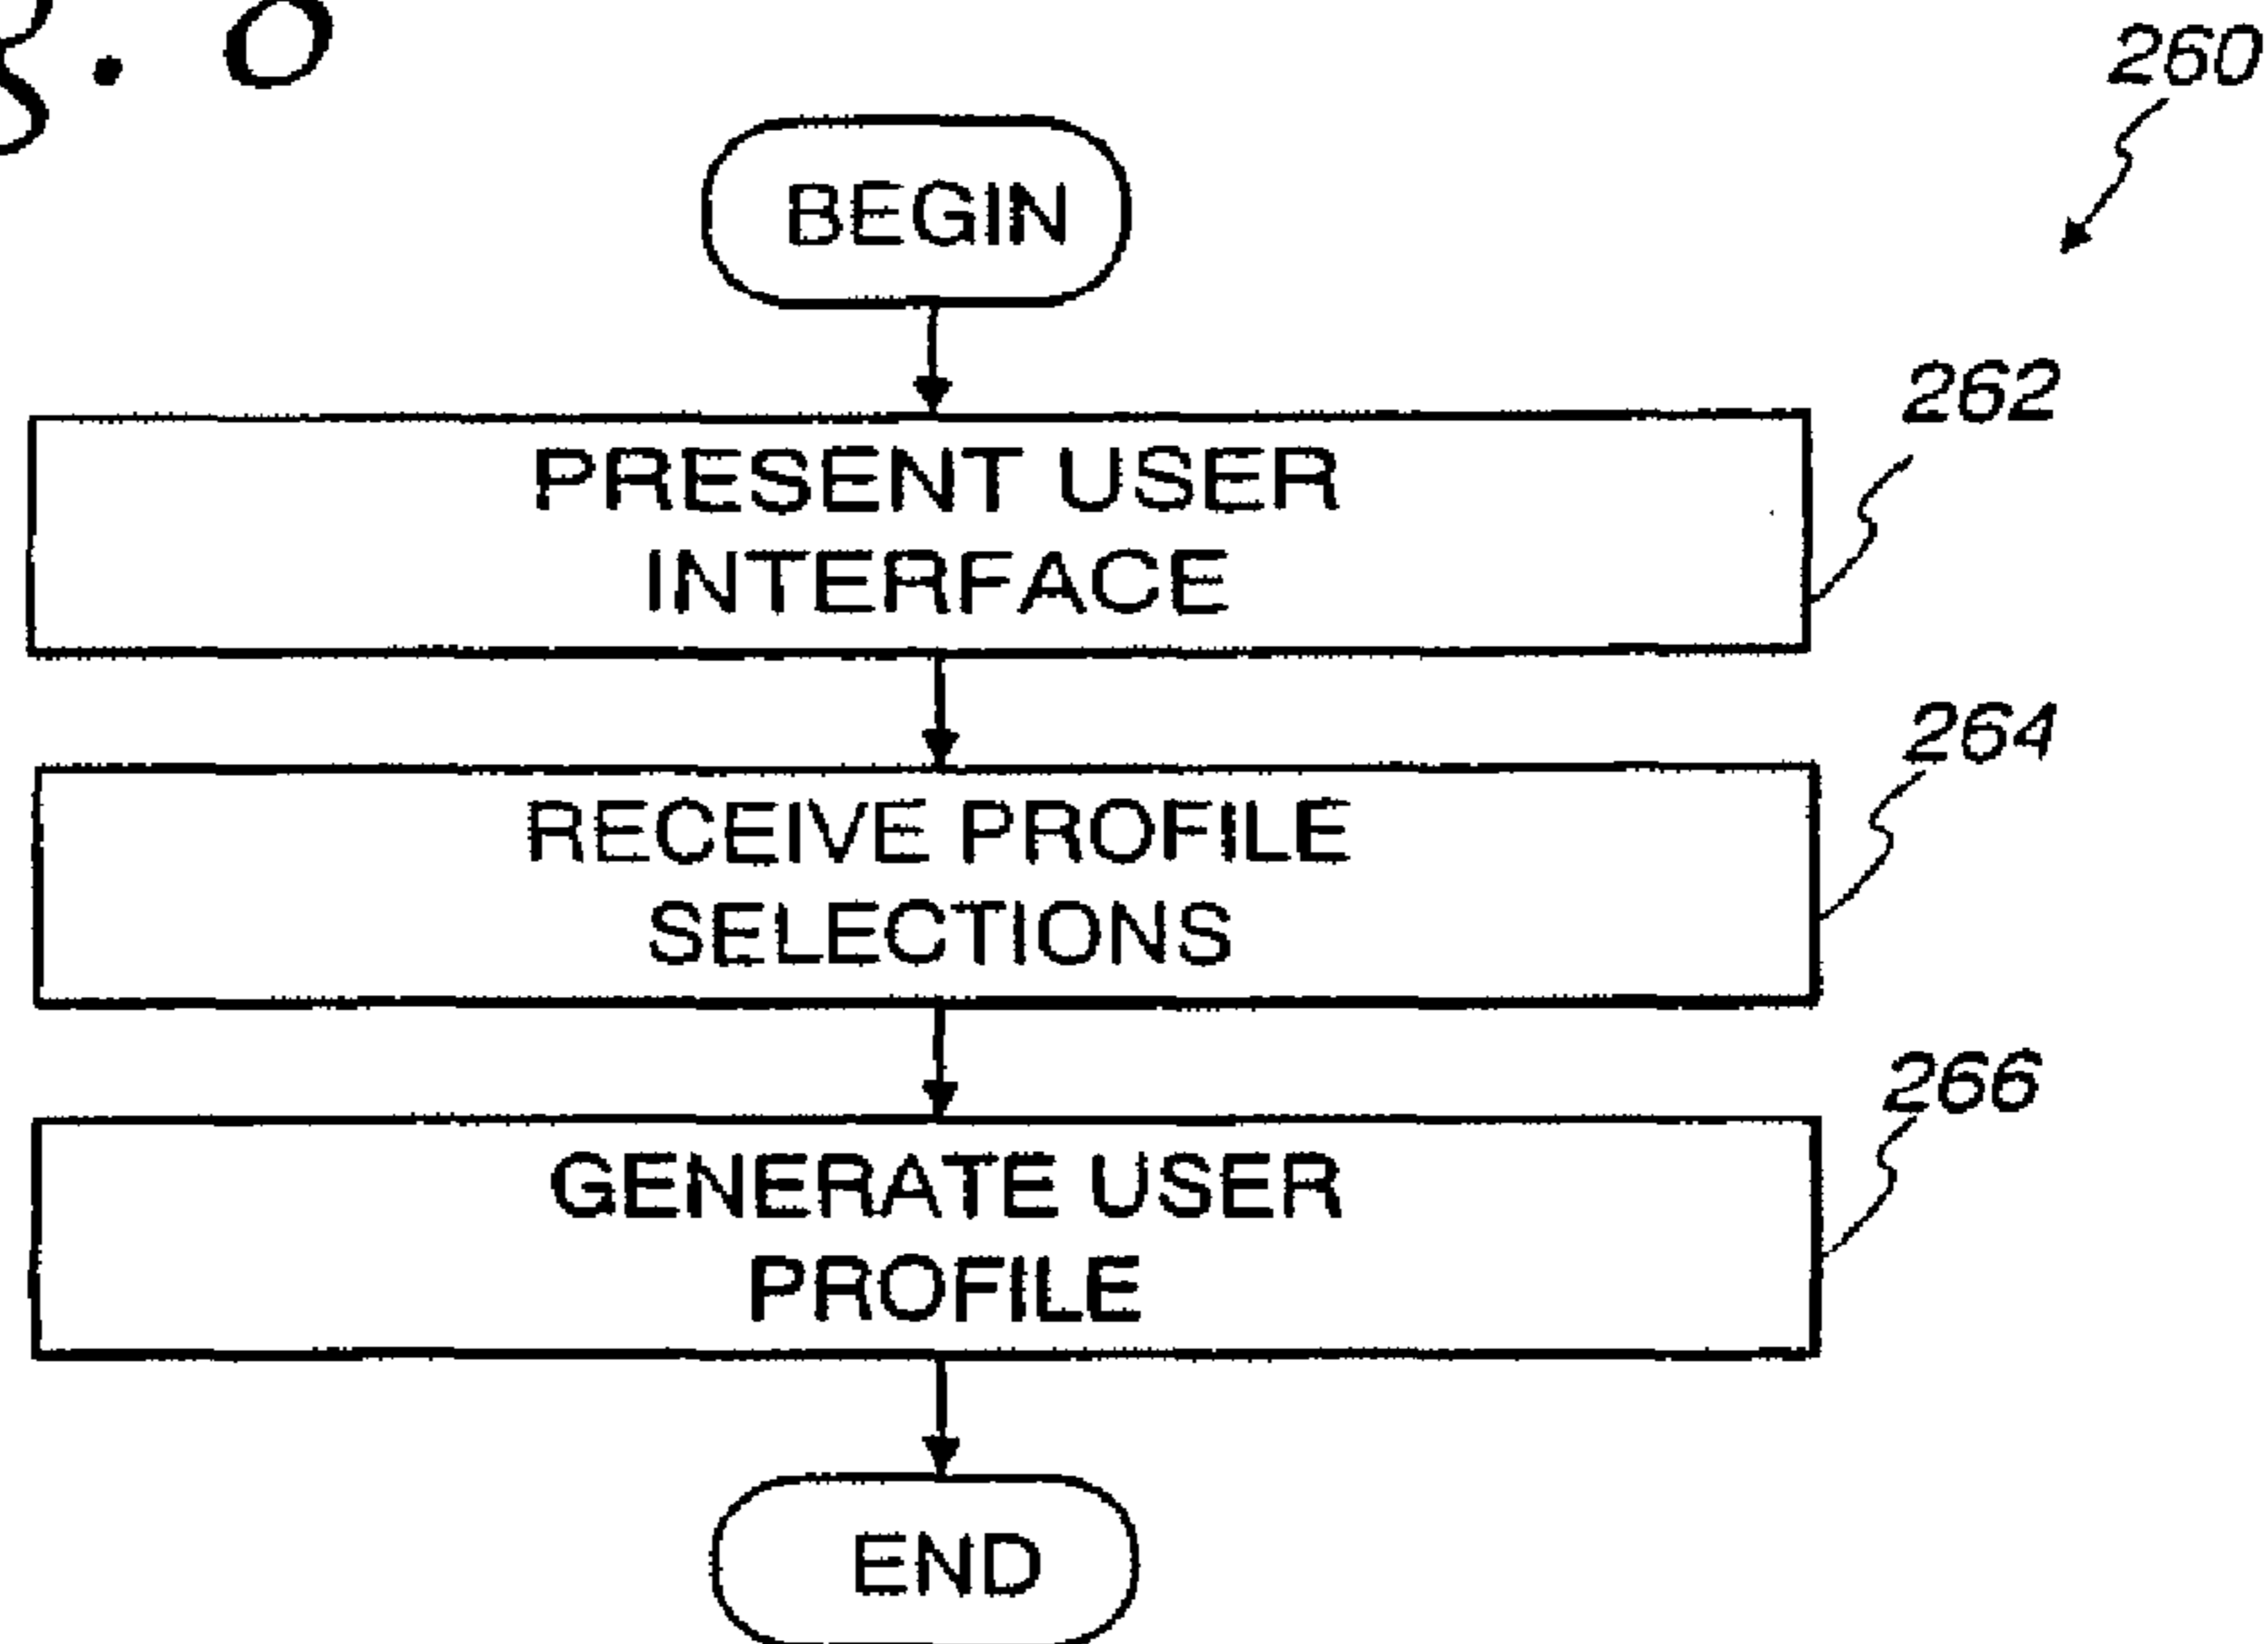 260
BEGIN
262
PRESENT USER
INTERFACE
264
RECEIVE PROFILE
SELECTIONS
266
GENERATE USER
PROFILE
END